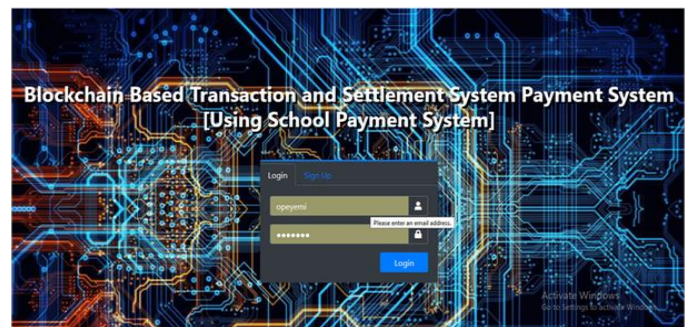 Blockchain Based Transaction and Settlement System Payment System
[Using School Payment System]
Login Sign Up
opeyemi
Please enter an email address.
•••••••
Login
Activate Windows
Go to Settings to activate Windows.